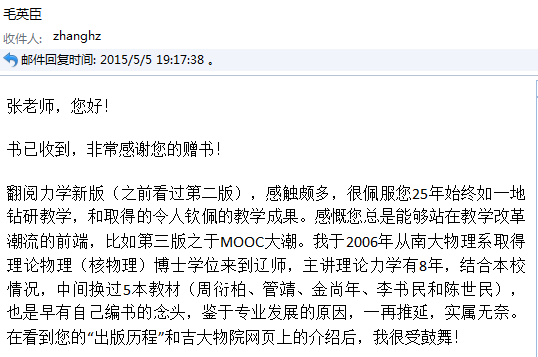 毛英臣
收件人: zhanghz
邮件回复时间: 2015/5/5 19:17:38 。
张老师，您好！
书已收到，非常感谢您的赠书！
翻阅力学新版（之前看过第二版），感触颇多，很佩服您25年始终如一地
钻研教学，和取得的令人钦佩的教学成果。感慨您总是能够站在教学改革
潮流的前端，比如第三版之于MOOC大潮。我于2006年从南大物理系取得
理论物理（核物理）博士学位来到辽师，主讲理论力学有8年，结合本校
情况，中间换过5本教材（周衍柏、管靖、金尚年、李书民和陈世民），
也是早有自己编书的念头，鉴于专业发展的原因，一再推延，实属无奈。
在看到您的“出版历程”和吉大物院网页上的介绍后，我很受鼓舞！